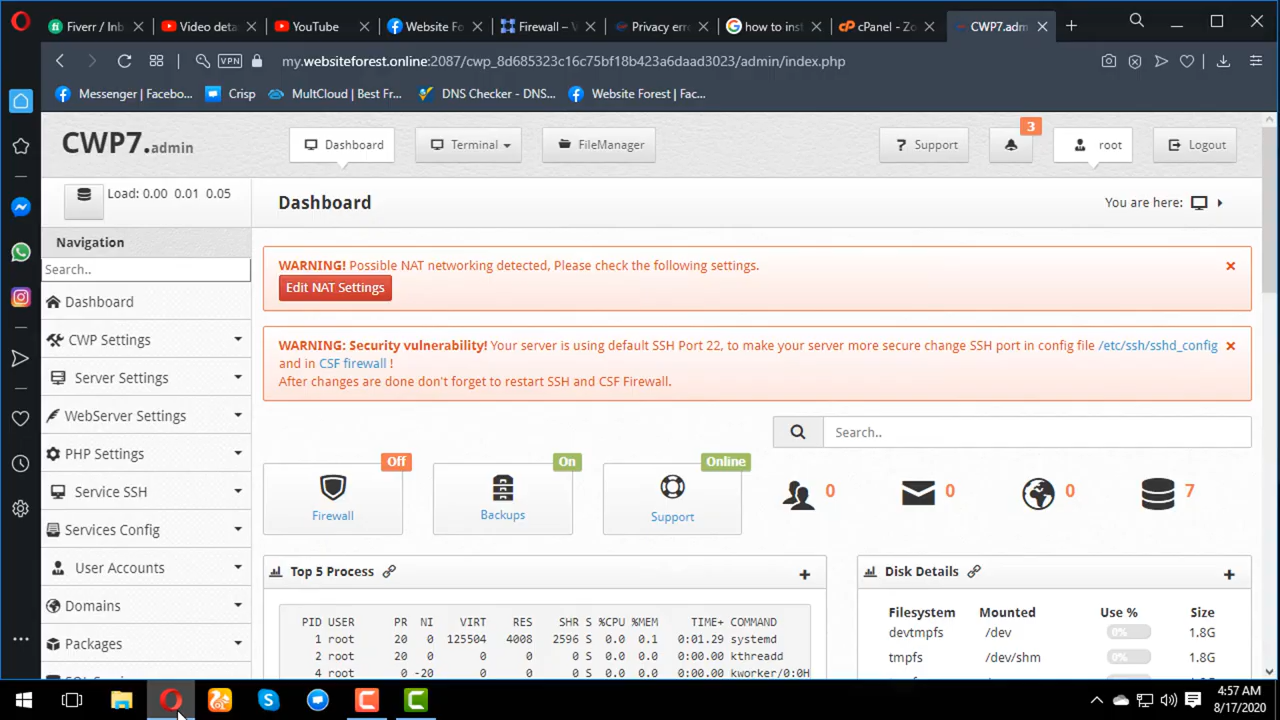 Fiverr / Inb
Video deta
YouTube
Website Fo
Firewall – V
Privacy erro
how to inst
cPanel - Zo
CWP7.adm
VPN
my.websiteforest.online:2087/cwp_8d685323c16c75bf18b423a6daad3023/admin/index.php
Messenger | Facebo...
Crisp
MultCloud | Best Fr...
DNS Checker - DNS...
Website Forest | Fac...
CWP7.admin
Dashboard
Terminal
FileManager
Support
3
root
Logout
Load: 0.00 0.01 0.05
Dashboard
You are here:
Navigation
Search..
Dashboard
CWP Settings
Server Settings
WebServer Settings
PHP Settings
Service SSH
Services Config
User Accounts
Domains
Packages
WARNING! Possible NAT networking detected, Please check the following settings.
Edit NAT Settings
WARNING: Security vulnerability! Your server is using default SSH Port 22, to make your server more secure change SSH port in config file /etc/ssh/sshd_config
and in CSF firewall !
After changes are done don't forget to restart SSH and CSF Firewall.
Search..
Off
Firewall
On
Backups
Online
Support
0
0
0
7
Top 5 Process
PID USER PR NI VIRT RES SHR S %CPU %MEM TIME+ COMMAND
1 root 20 0 125504 4008 2596 S 0.0 0.1 0:01.29 systemd
2 root 20 0 0 0 0 S 0.0 0.0 0:00.00 kthreadd
4 root 0 -20 0 0 0 S 0.0 0.0 0:00.00 kworker/0:0H
Disk Details
Filesystem Mounted Use % Size
devtmpfs /dev 0% 1.8G
tmpfs /dev/shm 0% 1.8G
4:57 AM
8/17/2020